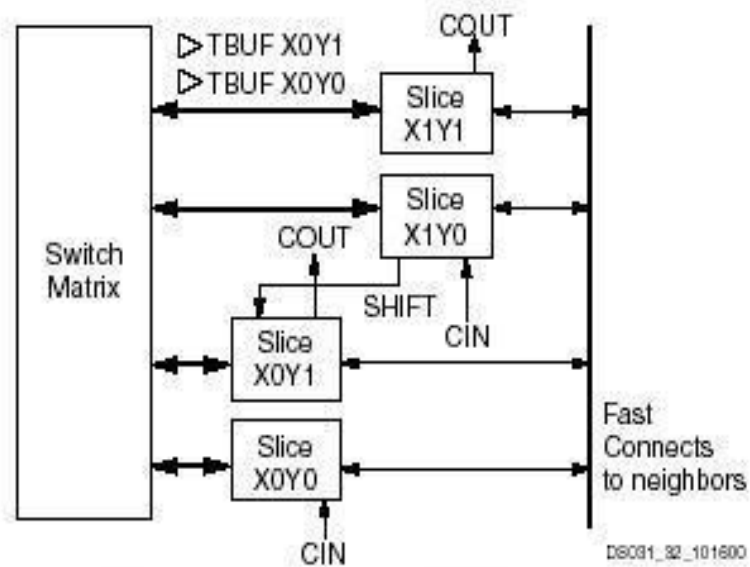 COUT
TBUF X0Y1
TBUF X0Y0
Slice
X1Y1
Slice
X1Y0
Switch
Matrix
COUT
SHIFT
CIN
Slice
X0Y1
Fast
Connects
to neighbors
Slice
X0Y0
CIN
DS031_32_101600